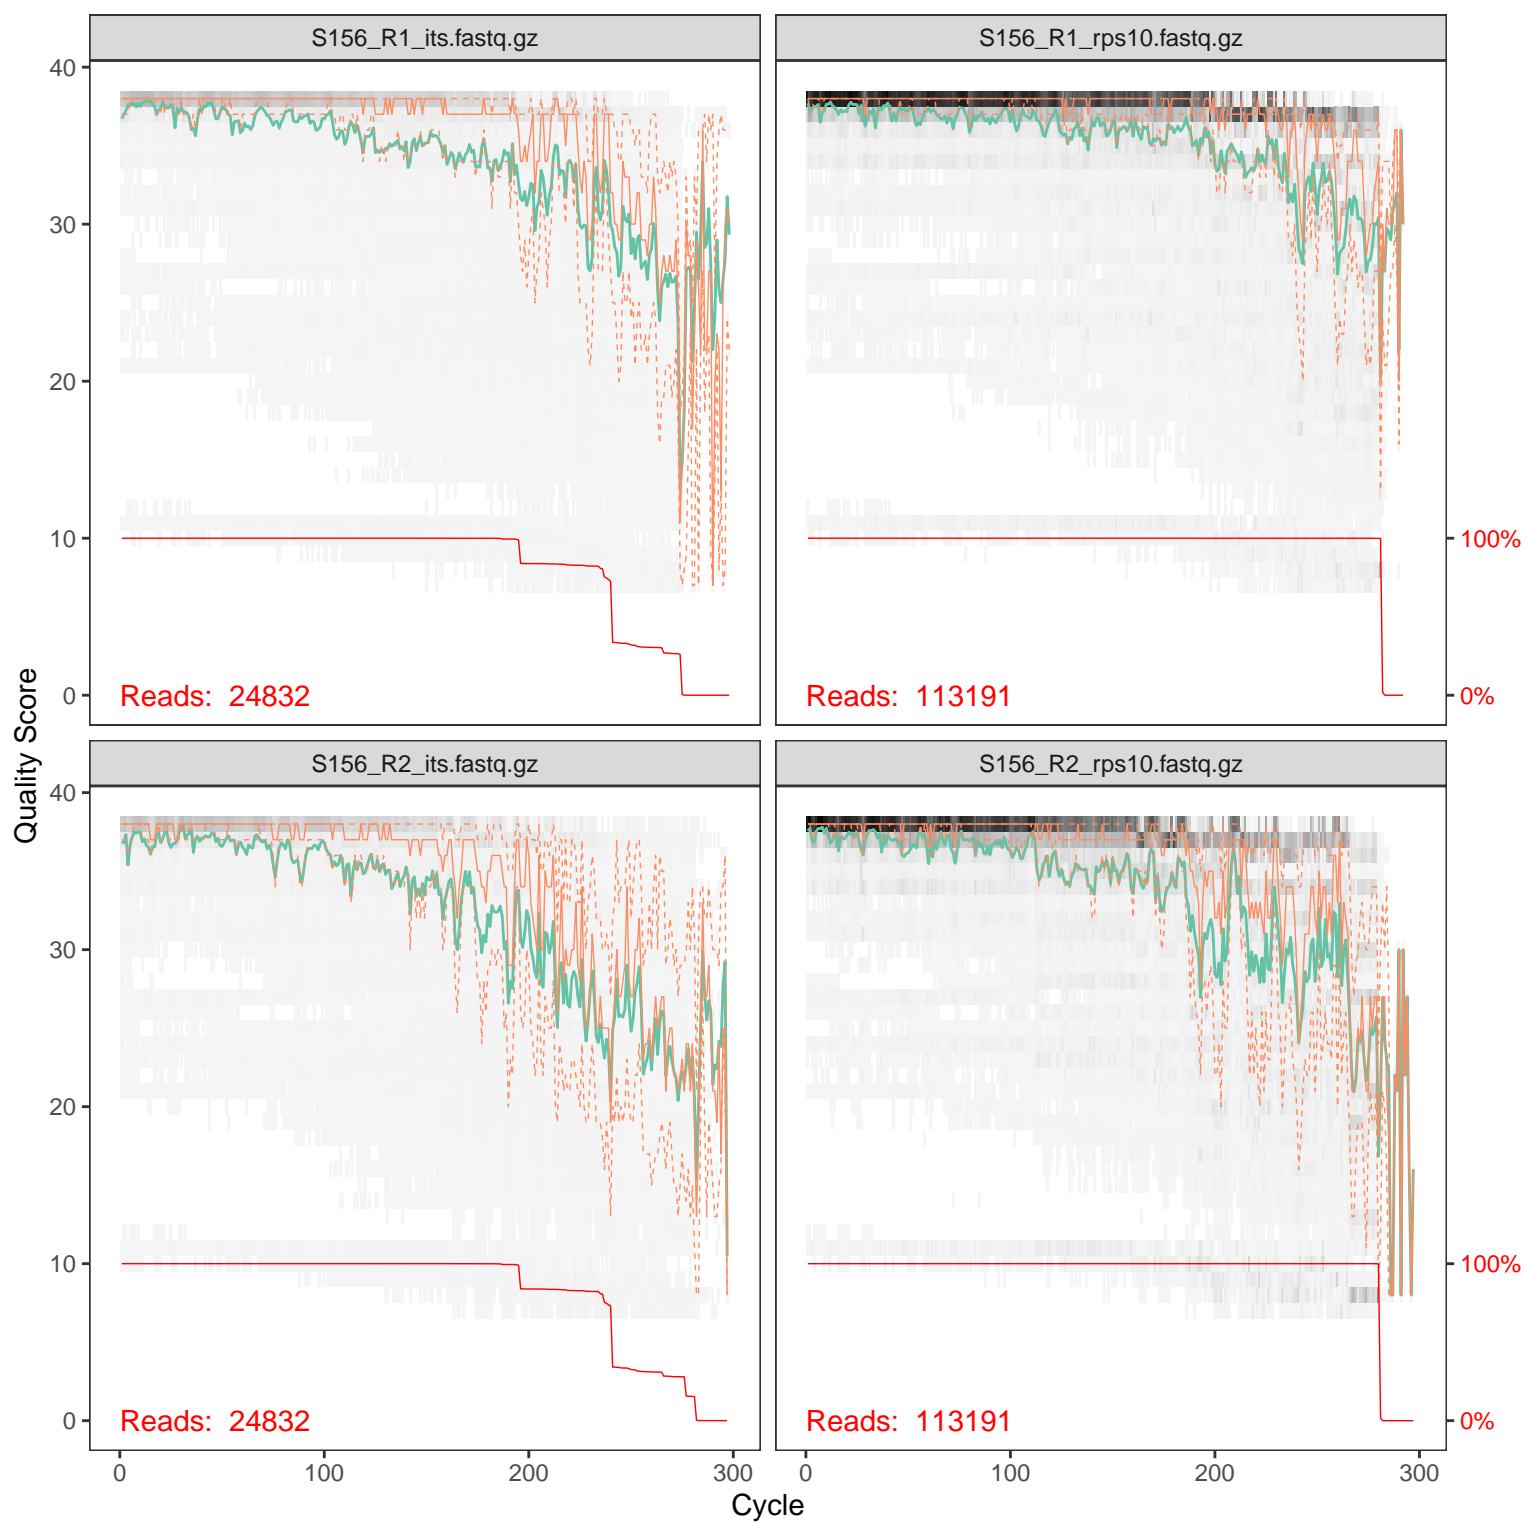 S156_R1_its.fastq.gz
S156_R1_rps10.fastq.gz
40
30
20
10
0
Reads: 24832
Reads: 113191
100%
0%
Quality Score
S156_R2_its.fastq.gz
S156_R2_rps10.fastq.gz
40
30
20
10
0
Reads: 24832
Reads: 113191
100%
0%
0 100 200 300
0 100 200 300
Cycle